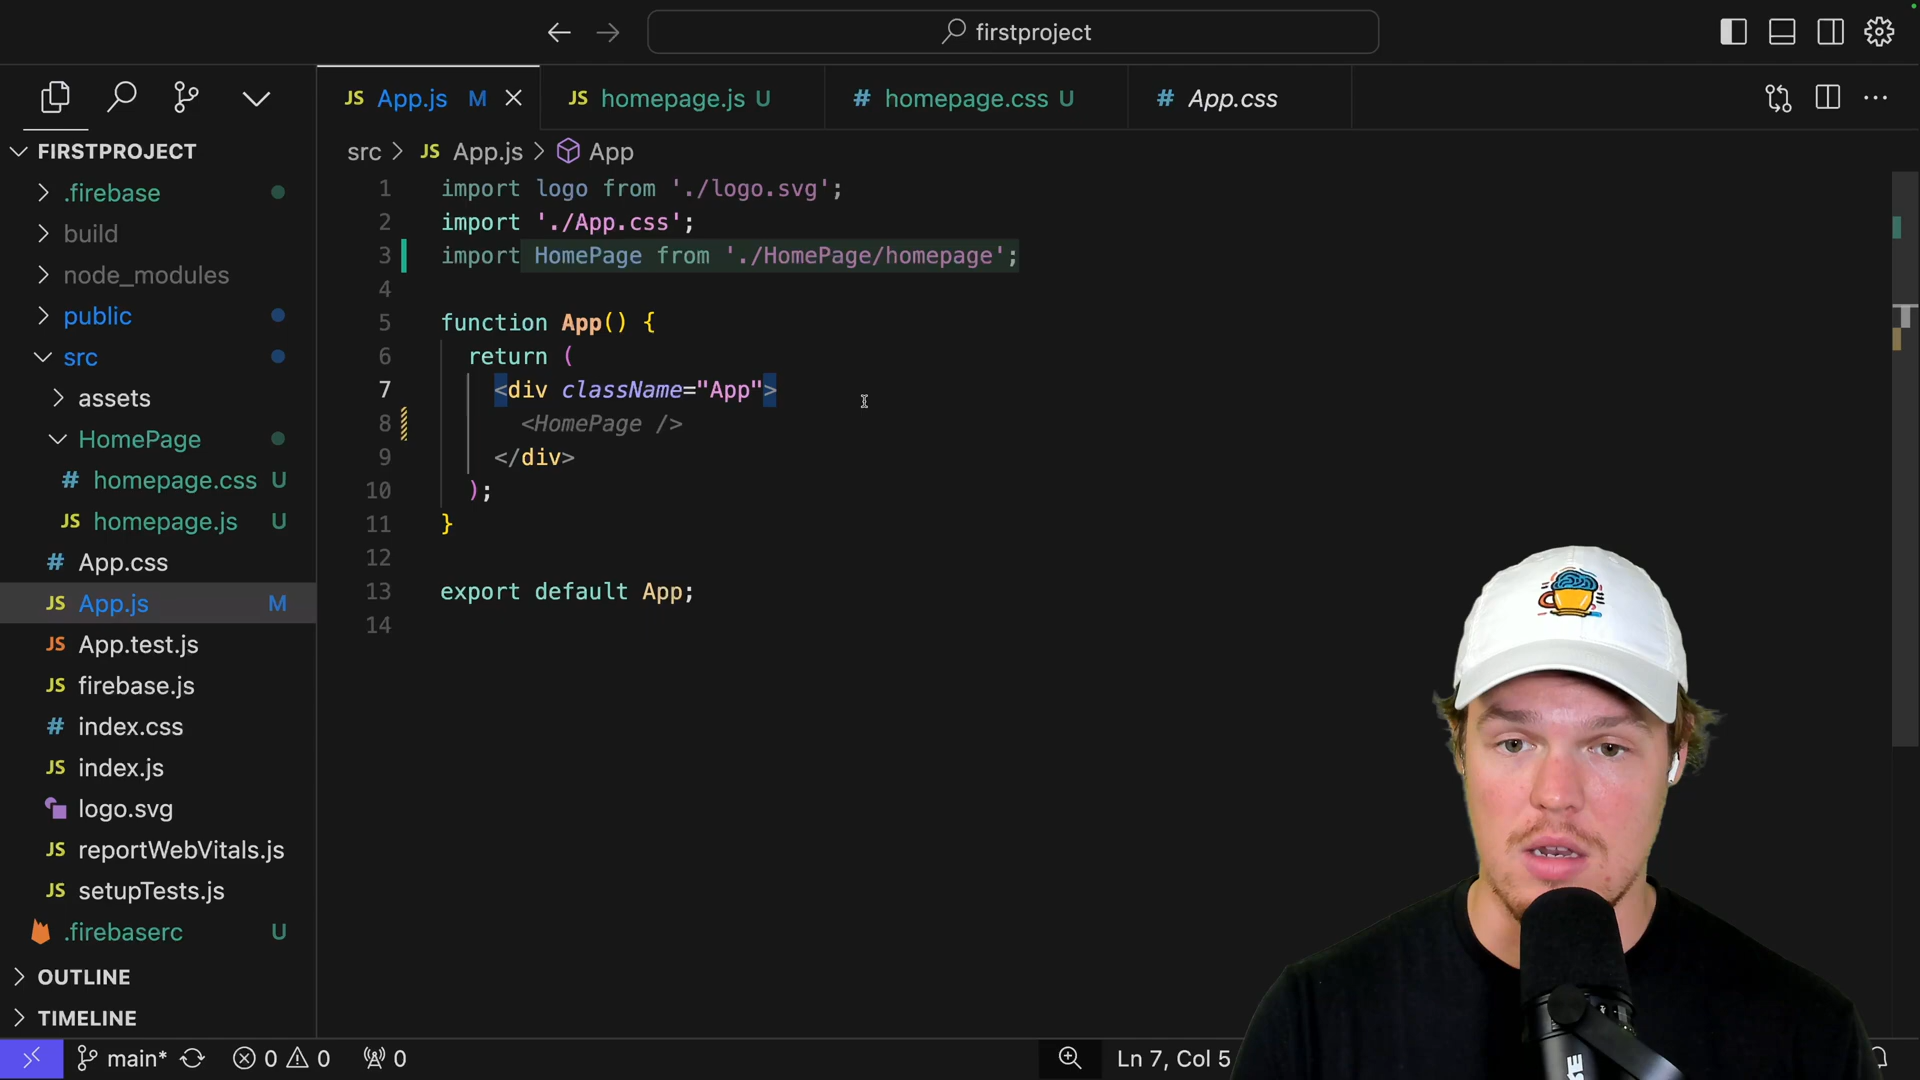 firstproject
JS App.js M
JS homepage.js U
# homepage.css U
# App.css
FIRSTPROJECT
.firebase
build
node_modules
public
src
assets
HomePage
# homepage.css U
JS homepage.js U
# App.css
JS App.js M
JS App.test.js
JS firebase.js
# index.css
JS index.js
logo.svg
JS reportWebVitals.js
JS setupTests.js
.firebaserc U
OUTLINE
TIMELINE
src > JS App.js > App
1 import logo from './logo.svg';
2 import './App.css';
3 import HomePage from './HomePage/homepage';
4
5 function App() {
6 return (
7 <div className="App">
8 <HomePage />
9 </div>
10 );
11 }
12
13 export default App;
14
main* 0 0 0
Ln 7, Col 5